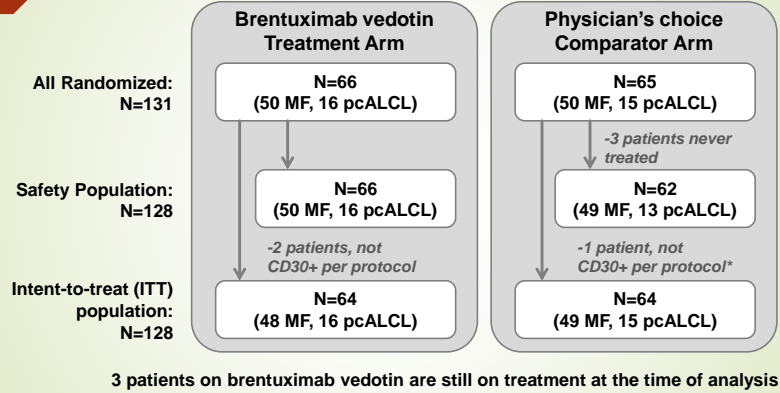 Brentuximab vedotin
Treatment Arm
Physician's choice
Comparator Arm
All Randomized:
N=131
N=66
(50 MF, 16 pcALCL)
N=65
(50 MF, 15 pcALCL)
-3 patients never
treated
Safety Population:
N=128
N=66
(50 MF, 16 pcALCL)
N=62
(49 MF, 13 pcALCL)
-2 patients, not
CD30+ per protocol
-1 patient, not
CD30+ per protocol*
Intent-to-treat (ITT)
population:
N=128
N=64
(48 MF, 16 pcALCL)
N=64
(49 MF, 15 pcALCL)
3 patients on brentuximab vedotin are still on treatment at the time of analysis